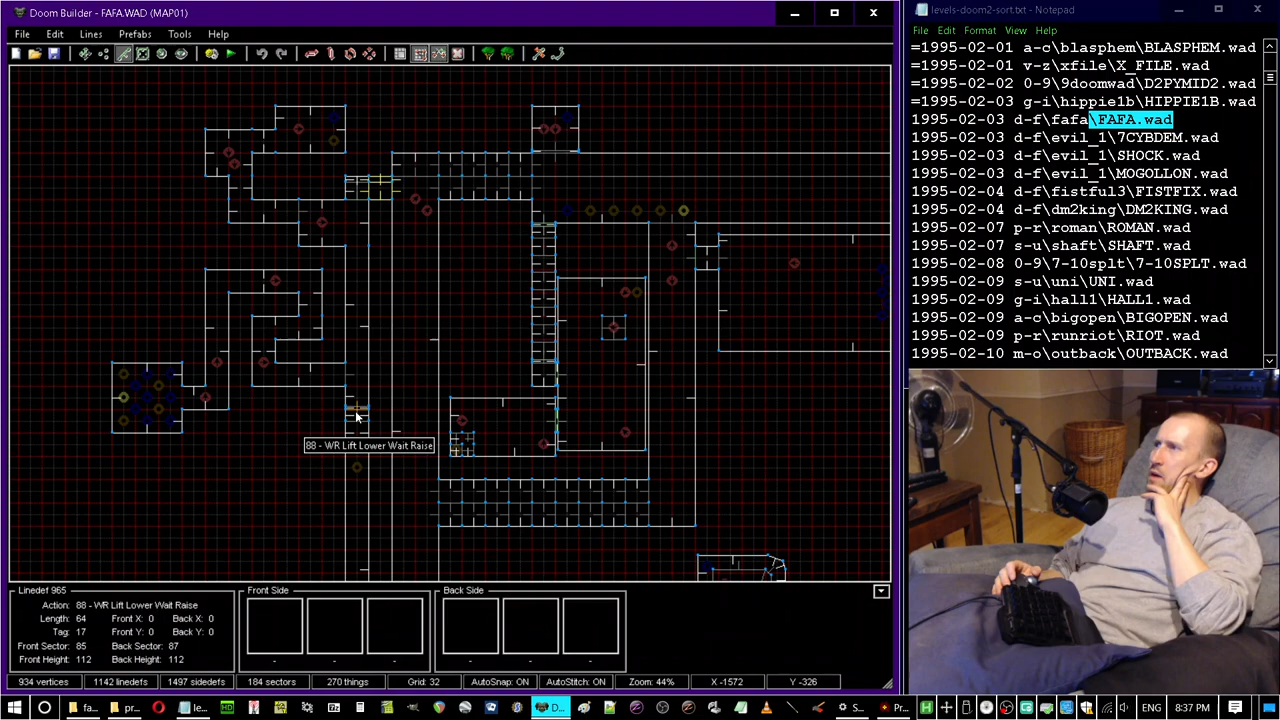 Doom Builder - FAFA.WAD (MAP01)
File Edit Lines Prefabs Tools Help
88 - WR Lift Lower Wait Raise
Linedef 965
Action: 88 - WR Lift Lower Wait Raise
Length: 64 Front X: 0 Back X: 0
Tag: 17 Front Y: 0 Back Y: 0
Front Sector: 85 Back Sector: 87
Front Height: 112 Back Height: 112
Front Side
- - -
Back Side
- - -
934 vertices 1142 linedefs 1497 sidedefs 184 sectors 270 things Grid: 32 AutoSnap: ON AutoStitch: ON Zoom: 44% X -1572 Y -326
levels-doom2-sort.txt - Notepad
File Edit Format View Help
=1995-02-01 a-c\blasphem\BLASPHEM.wad
=1995-02-01 v-z\xfile\X_FILE.wad
=1995-02-02 0-9\9doomwad\D2PYMID2.wad
=1995-02-03 g-i\hippie1b\HIPPIE1B.wad
1995-02-03 d-f\fafa\FAFA.wad
1995-02-03 d-f\evil_1\7CYBDEM.wad
1995-02-03 d-f\evil_1\SHOCK.wad
1995-02-03 d-f\evil_1\MOGOLLON.wad
1995-02-04 d-f\fistful3\FISTFIX.wad
1995-02-04 d-f\dm2king\DM2KING.wad
1995-02-07 p-r\roman\ROMAN.wad
1995-02-07 s-u\shaft\SHAFT.wad
1995-02-08 0-9\7-10splt\7-10SPLT.wad
1995-02-09 s-u\uni\UNI.wad
1995-02-09 g-i\hall1\HALL1.wad
1995-02-09 a-c\bigopen\BIGOPEN.wad
1995-02-09 p-r\runriot\RIOT.wad
1995-02-10 m-o\outback\OUTBACK.wad
fa... pr... le... D... S... Pr... ENG 8:37 PM